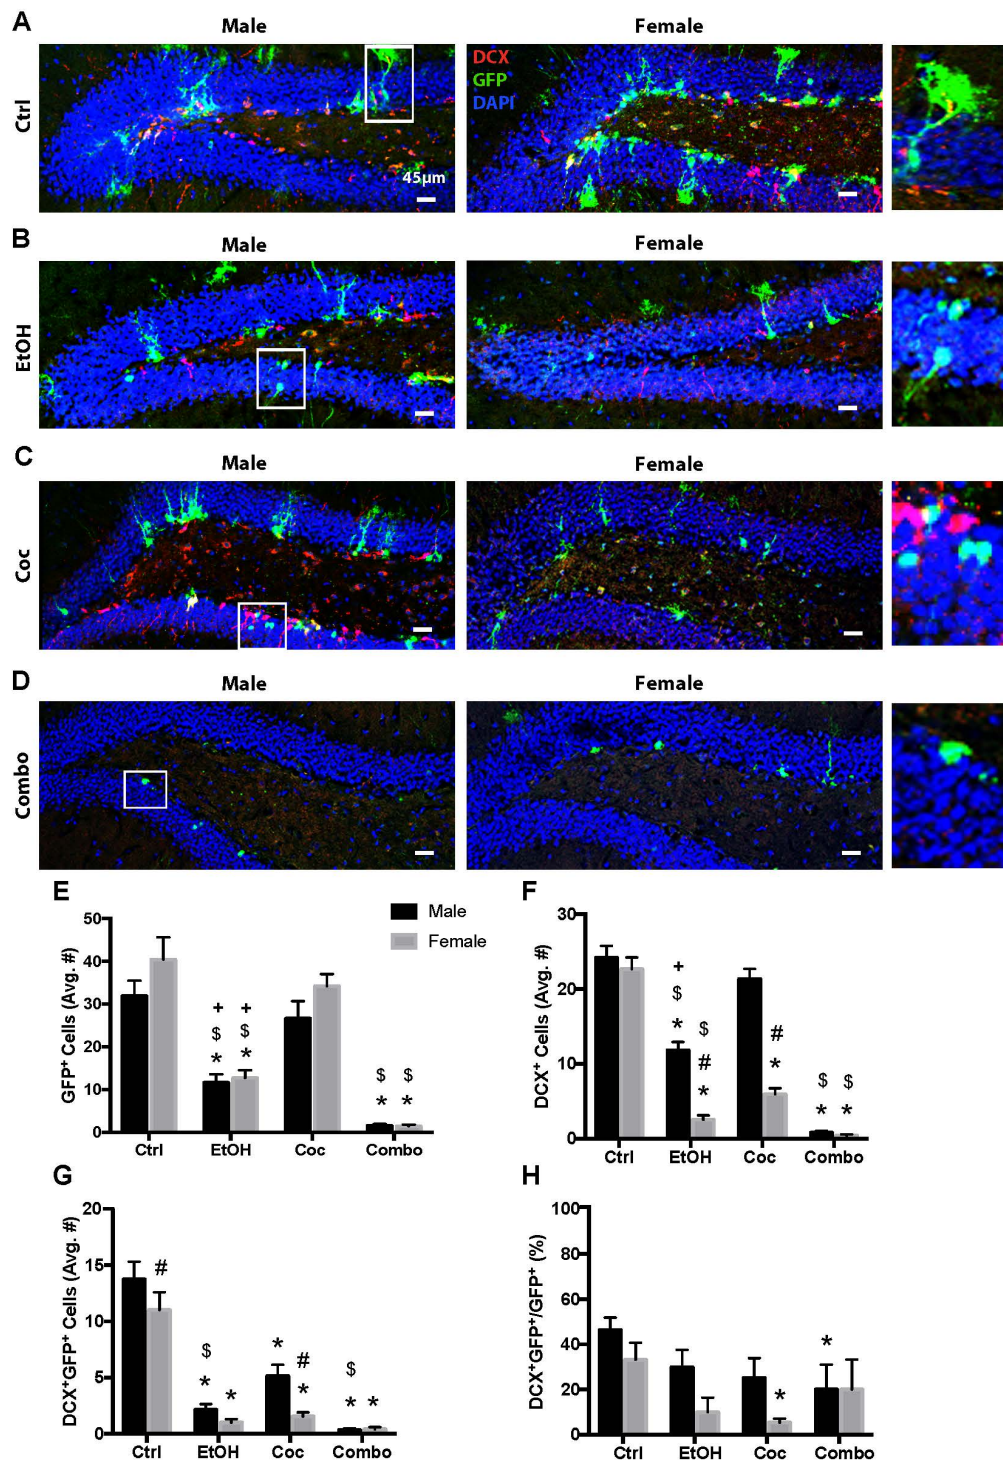 A
Male
Female
Ctrl
45µm
DCX
GFP
DAPI
B
Male
Female
EtOH
C
Male
Female
Coc
D
Male
Female
Combo
E
GFP+ Cells (Avg. #)
50
40
30
20
10
0
+ +
$ $ $ $
* * * *
Ctrl EtOH Coc Combo
Male
Female
F
DCX+ Cells (Avg. #)
30
20
10
0
+
$ $ # $ $
* # * * *
*
Ctrl EtOH Coc Combo
G
DCX+GFP+ Cells (Avg. #)
20
15
10
5
0
#
$ * # $
* * * * *
Ctrl EtOH Coc Combo
H
DCX+GFP+/GFP+ (%)
100
80
60
40
20
0
* *
Ctrl EtOH Coc Combo